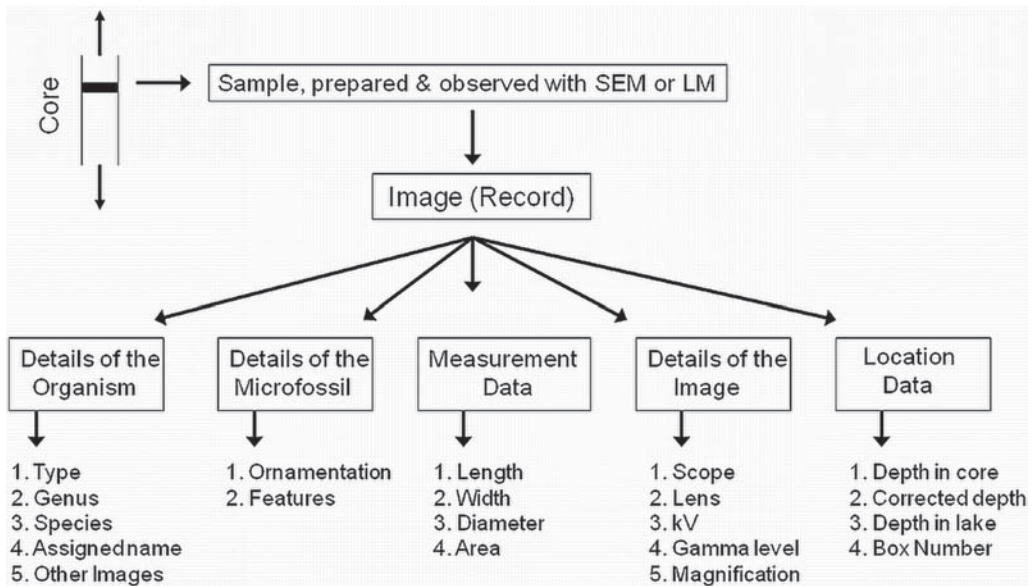 Core
Sample, prepared & observed with SEM or LM
Image (Record)
Details of the
Organism
1. Type
2. Genus
3. Species
4. Assigned name
5. Other Images
Details of the
Microfossil
1. Ornamentation
2. Features
Measurement
Data
1. Length
2. Width
3. Diameter
4. Area
Details of the
Image
1. Scope
2. Lens
3. kV
4. Gamma level
5. Magnification
Location
Data
1. Depth in core
2. Corrected depth
3. Depth in lake
4. Box Number